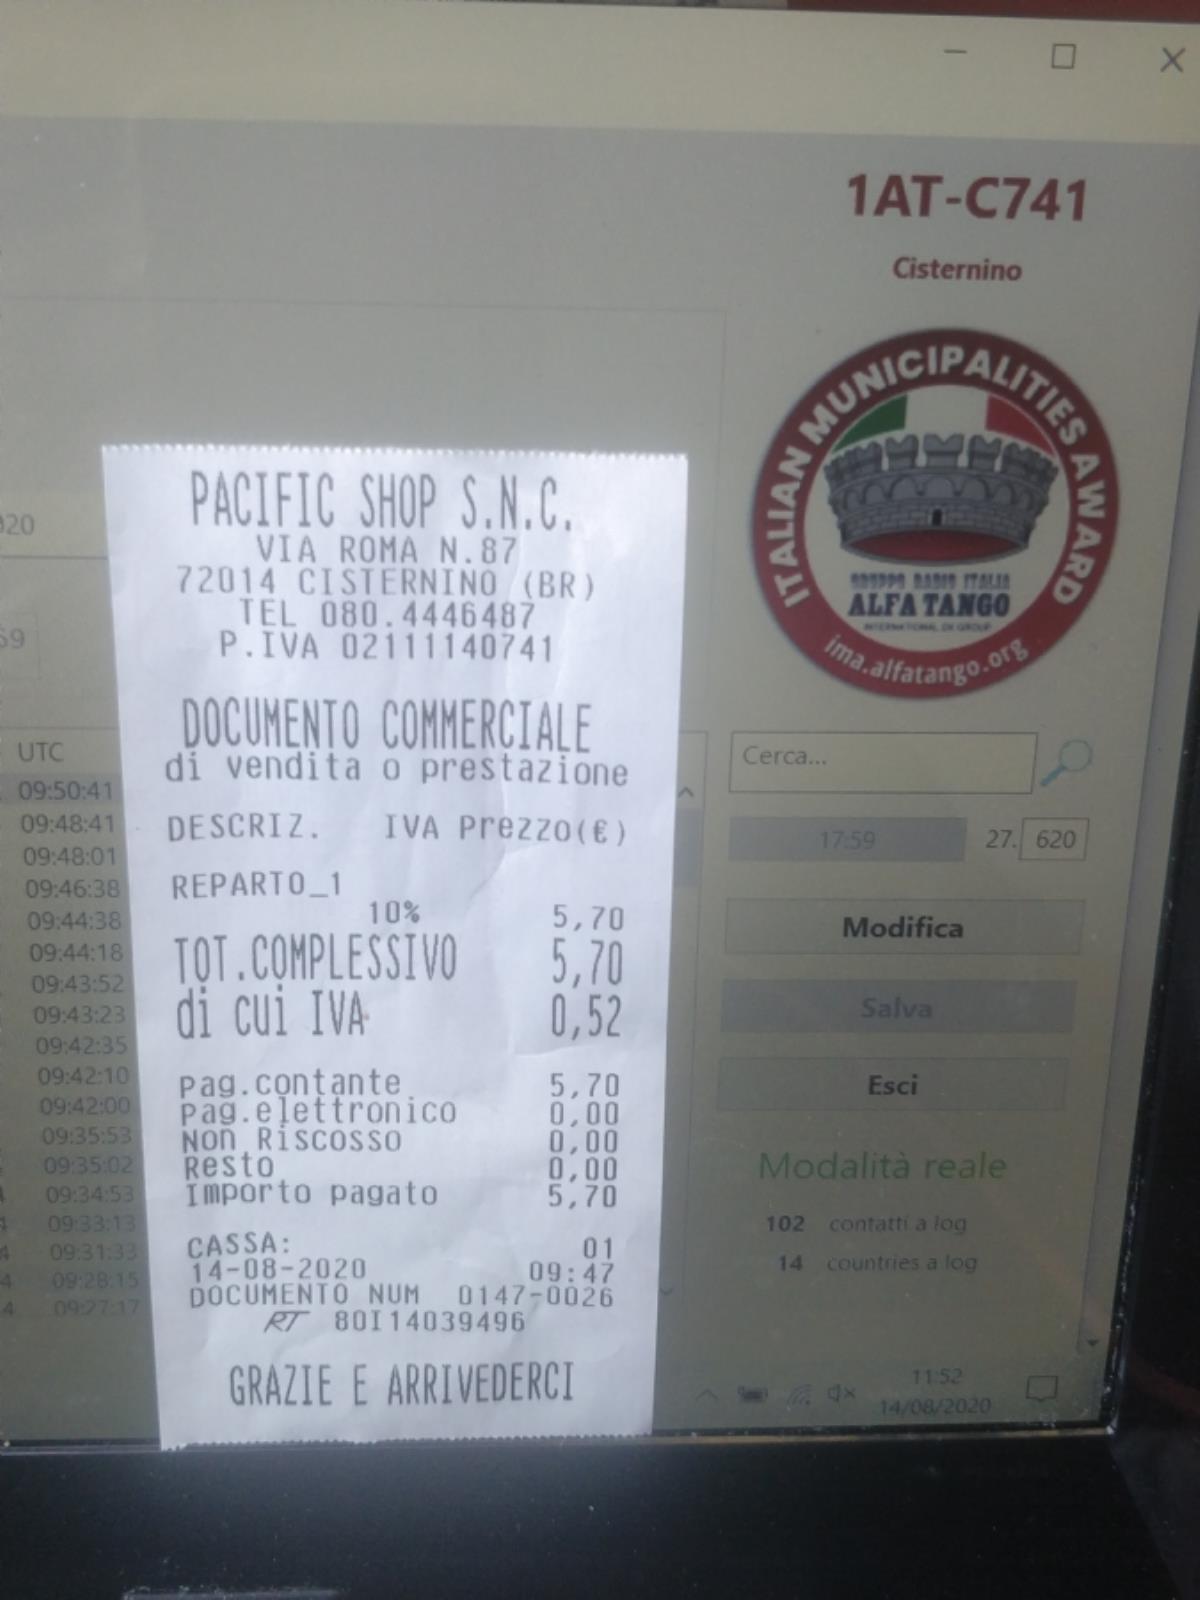 1AT-C741
Cisternino
ITALIAN MUNICIPALITIES AWARD
GRUPPO RADIO ITALIA
ALFA TANGO
INTERNATIONAL DX GROUP
ima.alfatango.org
PACIFIC SHOP S.N.C.
VIA ROMA N.87
72014 CISTERNINO (BR)
TEL 080.4446487
P.IVA 02111140741
DOCUMENTO COMMERCIALE
di vendita o prestazione
DESCRIZ. IVA Prezzo(€)
REPARTO_1
10% 5,70
TOT.COMPLESSIVO 5,70
di cui IVA 0,52
Pag.contante 5,70
Pag.elettronico 0,00
Non Riscosso 0,00
Resto 0,00
Importo pagato 5,70
CASSA: 01
14-08-2020 09:47
DOCUMENTO NUM 0147-0026
RT 80I14039496
GRAZIE E ARRIVEDERCI
UTC
09:50:41
09:48:41
09:48:01
09:46:38
09:44:38
09:44:18
09:43:52
09:43:23
09:42:35
09:42:10
09:42:00
09:35:53
09:35:02
09:34:53
09:33:13
09:31:33
09:28:15
09:27:17
Cerca...
17:59 27. 620
Modifica
Salva
Esci
Modalità reale
102 contatti a log
14 countries a log
11:52
14/08/2020